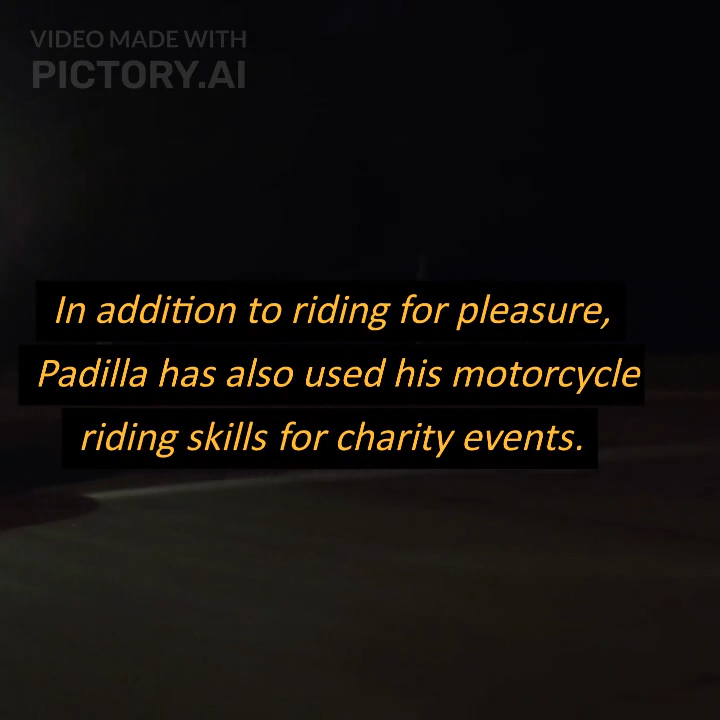 VIDEO MADE WITH
PICTORY.AI
In addition to riding for pleasure,
Padilla has also used his motorcycle
riding skills for charity events.